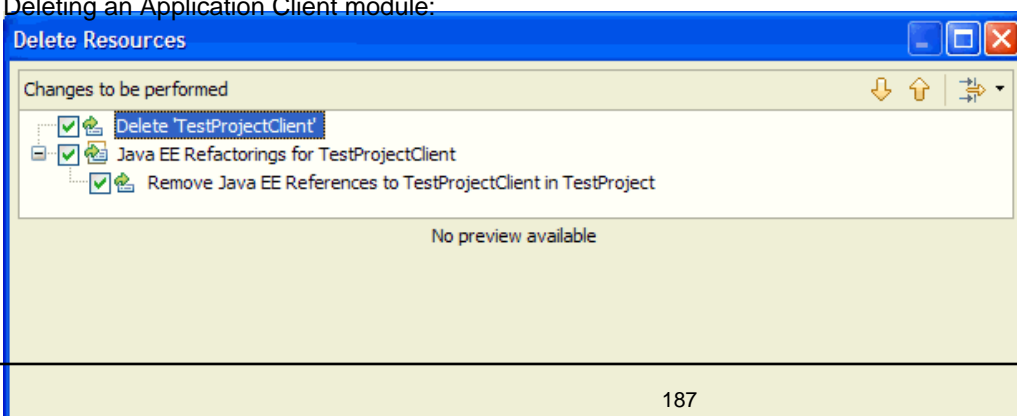 Deleting an Application Client module:
Delete Resources
Changes to be performed
Delete 'TestProjectClient'
Java EE Refactorings for TestProjectClient
Remove Java EE References to TestProjectClient in TestProject
No preview available
187